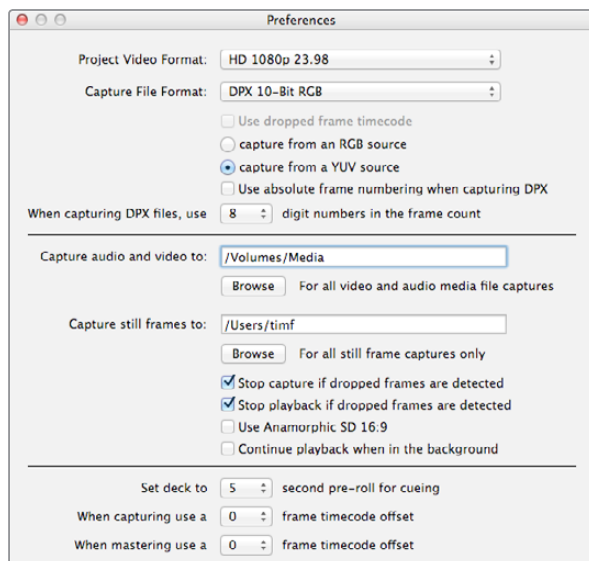 Preferences
Project Video Format: HD 1080p 23.98
Capture File Format: DPX 10-Bit RGB
Use dropped frame timecode
capture from an RGB source
capture from a YUV source
Use absolute frame numbering when capturing DPX
When capturing DPX files, use 8 digit numbers in the frame count
Capture audio and video to: /Volumes/Media
Browse For all video and audio media file captures
Capture still frames to: /Users/timf
Browse For all still frame captures only
Stop capture if dropped frames are detected
Stop playback if dropped frames are detected
Use Anamorphic SD 16:9
Continue playback when in the background
Set deck to 5 second pre-roll for cueing
When capturing use a 0 frame timecode offset
When mastering use a 0 frame timecode offset